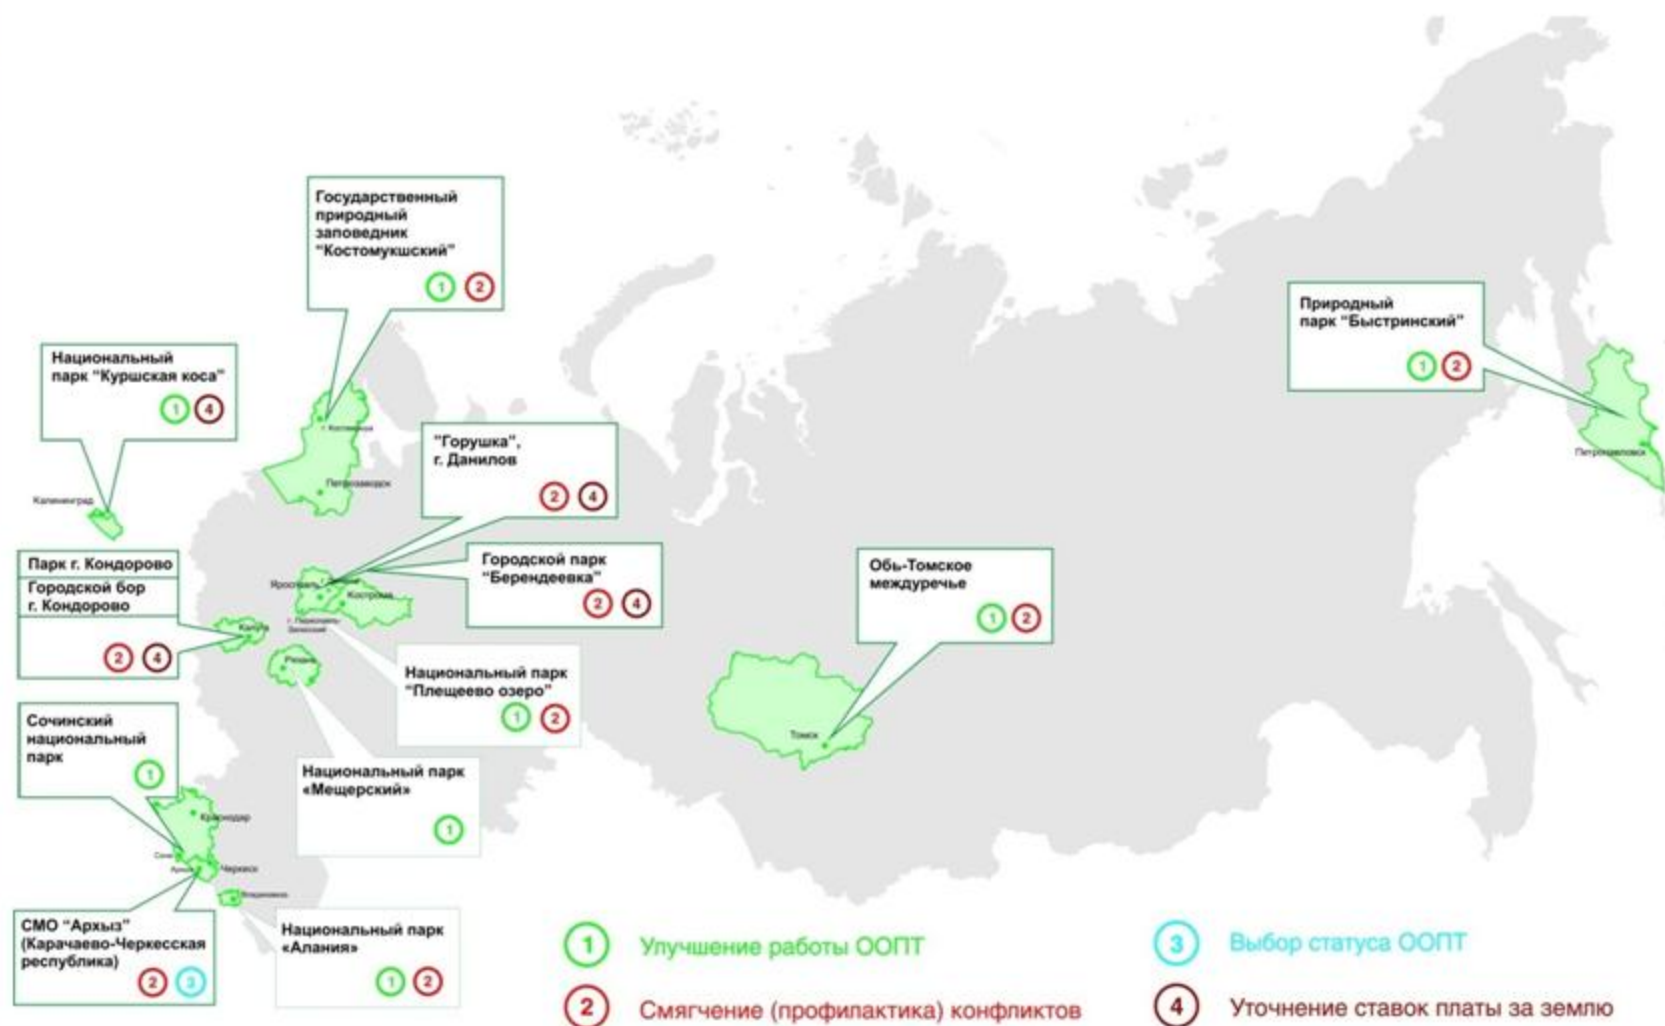 Государственный
природный
заповедник
“Костомукшский”
1 2
Природный
парк “Быстринский”
1 2
Национальный
парк “Куршская коса”
1 4
"Горушка",
г. Данилов
2 4
Петрозаводск
Петропавловск
Калининград
Парк г. Кондорово
Городской бор
г. Кондорово
2 4
Городской парк
“Берендеевка”
2 4
Обь-Томское
междуречье
1 2
Ярославль
Кострома
г. Переславль-
Залесский
Калуга
Рязань
Национальный парк
“Плещеево озеро”
1 2
Томск
Сочинский
национальный
парк
1
Национальный парк
«Мещерский»
1
Краснодар
Сочи
Архыз
Черкесск
Владикавказ
СМО “Архыз”
(Карачаево-Черкесская
республика)
2 3
Национальный парк
«Алания»
1 2
1 Улучшение работы ООПТ
2 Смягчение (профилактика) конфликтов
3 Выбор статуса ООПТ
4 Уточнение ставок платы за землю